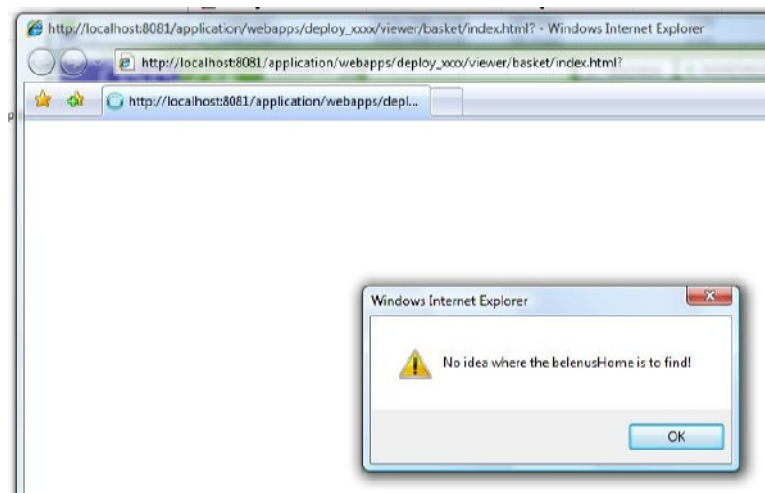 http://localhost:8081/application/webapps/deploy_xxxx/viewer/basket/index.html? - Windows Internet Explorer
http://localhost:8081/application/webapps/deploy_xxxx/viewer/basket/index.html?
http://localhost:8081/application/webapps/depl...
Windows Internet Explorer
No idea where the belenusHome is to find!
OK